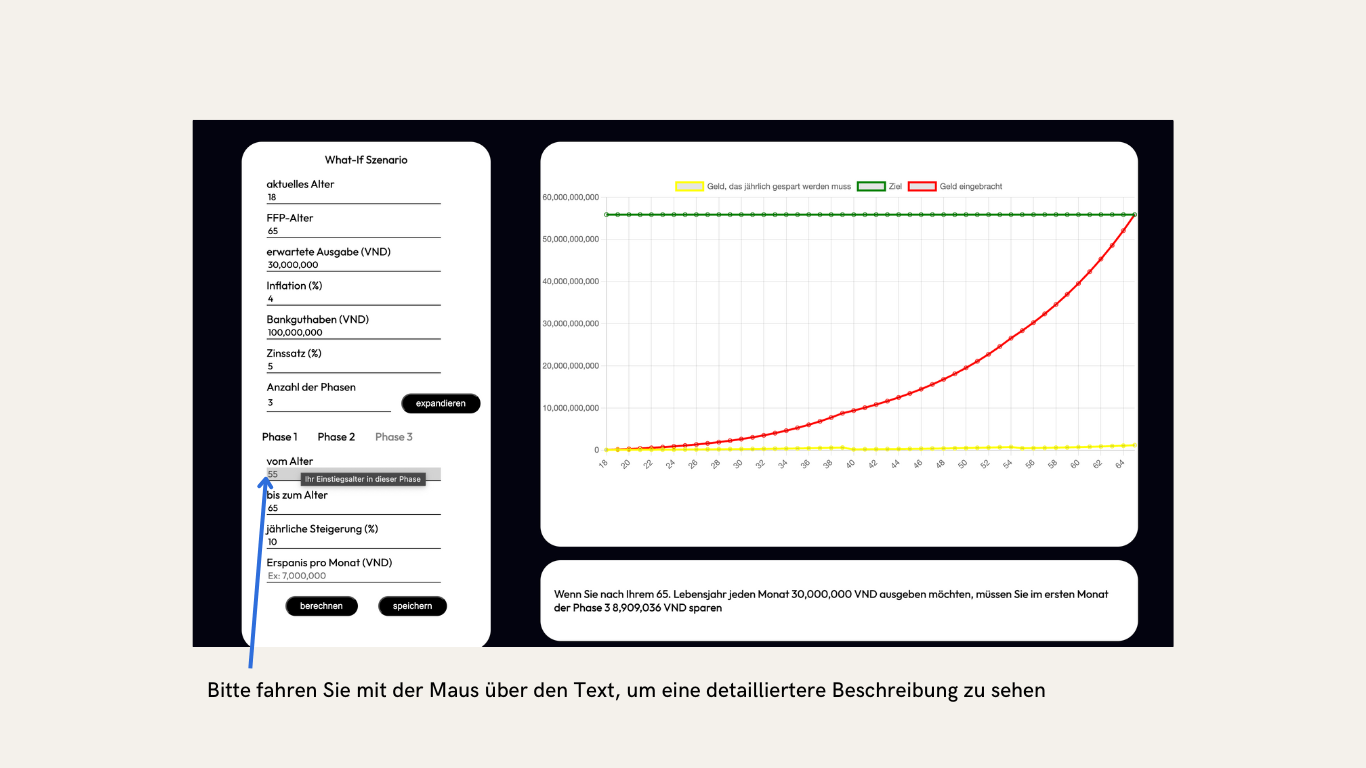 What-If Szenario
aktuelles Alter
18
FFP-Alter
65
erwartete Ausgabe (VND)
30,000,000
Inflation (%)
4
Bankguthaben (VND)
100,000,000
Zinssatz (%)
5
Anzahl der Phasen
3
expandieren
Phase 1 Phase 2 Phase 3
vom Alter
55
Ihr Einstiegsalter in dieser Phase
bis zum Alter
65
jährliche Steigerung (%)
10
Erspanis pro Monat (VND)
Ex: 7,000,000
berechnen speichern
Geld, das jährlich gespart werden muss Ziel Geld eingebracht
60,000,000,000
50,000,000,000
40,000,000,000
30,000,000,000
20,000,000,000
10,000,000,000
0
18 20 22 24 26 28 30 32 34 36 38 40 42 44 46 48 50 52 54 56 58 60 62 64
Wenn Sie nach Ihrem 65. Lebensjahr jeden Monat 30,000,000 VND ausgeben möchten, müssen Sie im ersten Monat
der Phase 3 8,909,036 VND sparen
Bitte fahren Sie mit der Maus über den Text, um eine detailliertere Beschreibung zu sehen